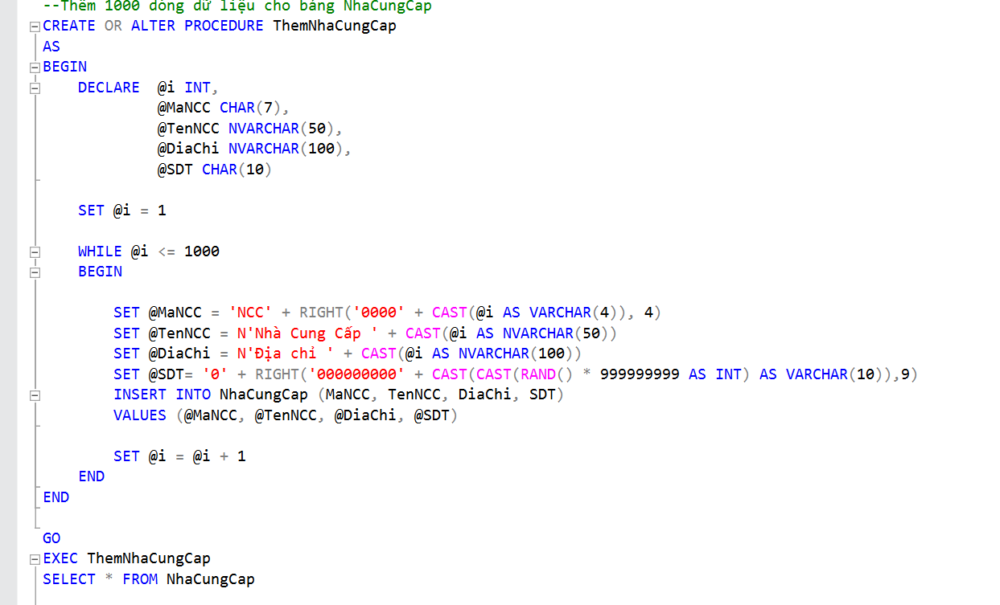 --Thêm 1000 dòng dữ liệu cho bảng NhaCungCap
CREATE OR ALTER PROCEDURE ThemNhaCungCap
AS
BEGIN
    DECLARE  @i INT,
             @MaNCC CHAR(7),
             @TenNCC NVARCHAR(50),
             @DiaChi NVARCHAR(100),
             @SDT CHAR(10)
    SET @i = 1
    WHILE @i <= 1000
    BEGIN
        SET @MaNCC = 'NCC' + RIGHT('0000' + CAST(@i AS VARCHAR(4)), 4)
        SET @TenNCC = N'Nhà Cung Cấp ' + CAST(@i AS NVARCHAR(50))
        SET @DiaChi = N'Địa chỉ ' + CAST(@i AS NVARCHAR(100))
        SET @SDT= '0' + RIGHT('000000000' + CAST(CAST(RAND() * 999999999 AS INT) AS VARCHAR(10)),9)
        INSERT INTO NhaCungCap (MaNCC, TenNCC, DiaChi, SDT)
        VALUES (@MaNCC, @TenNCC, @DiaChi, @SDT)
        SET @i = @i + 1
    END
END
GO
EXEC ThemNhaCungCap
SELECT * FROM NhaCungCap